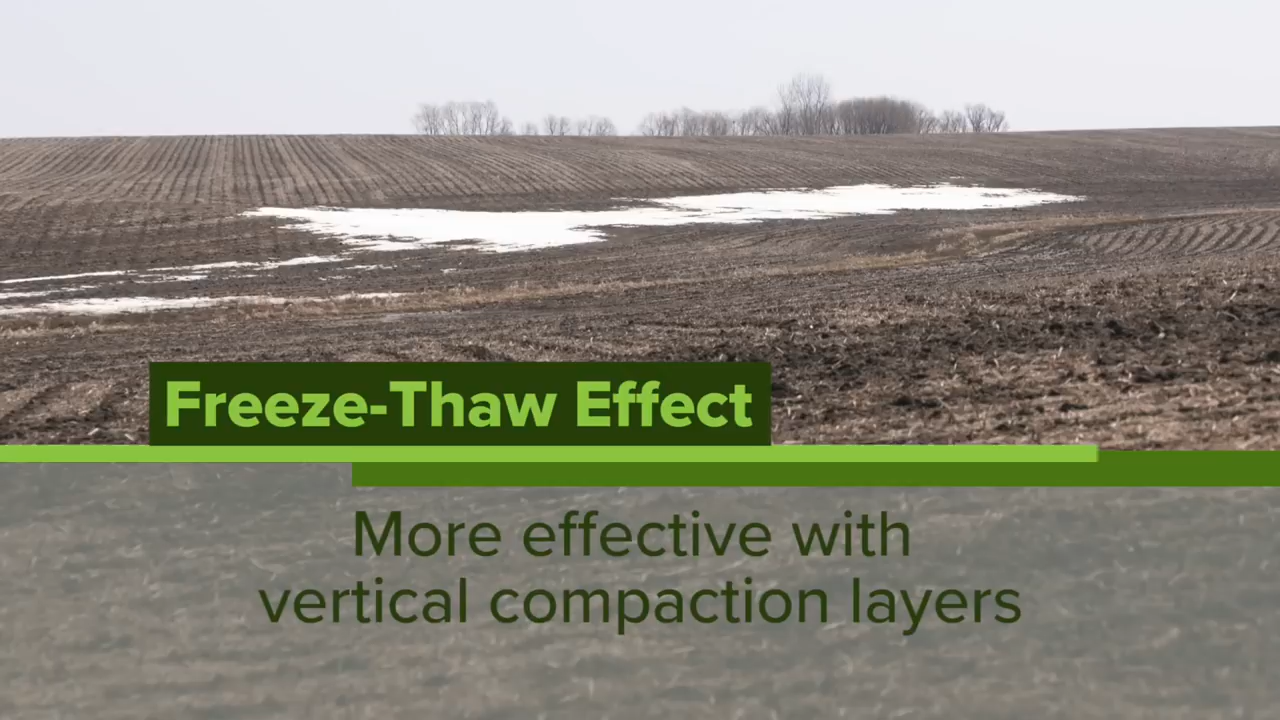 Freeze-Thaw Effect
More effective with
vertical compaction layers